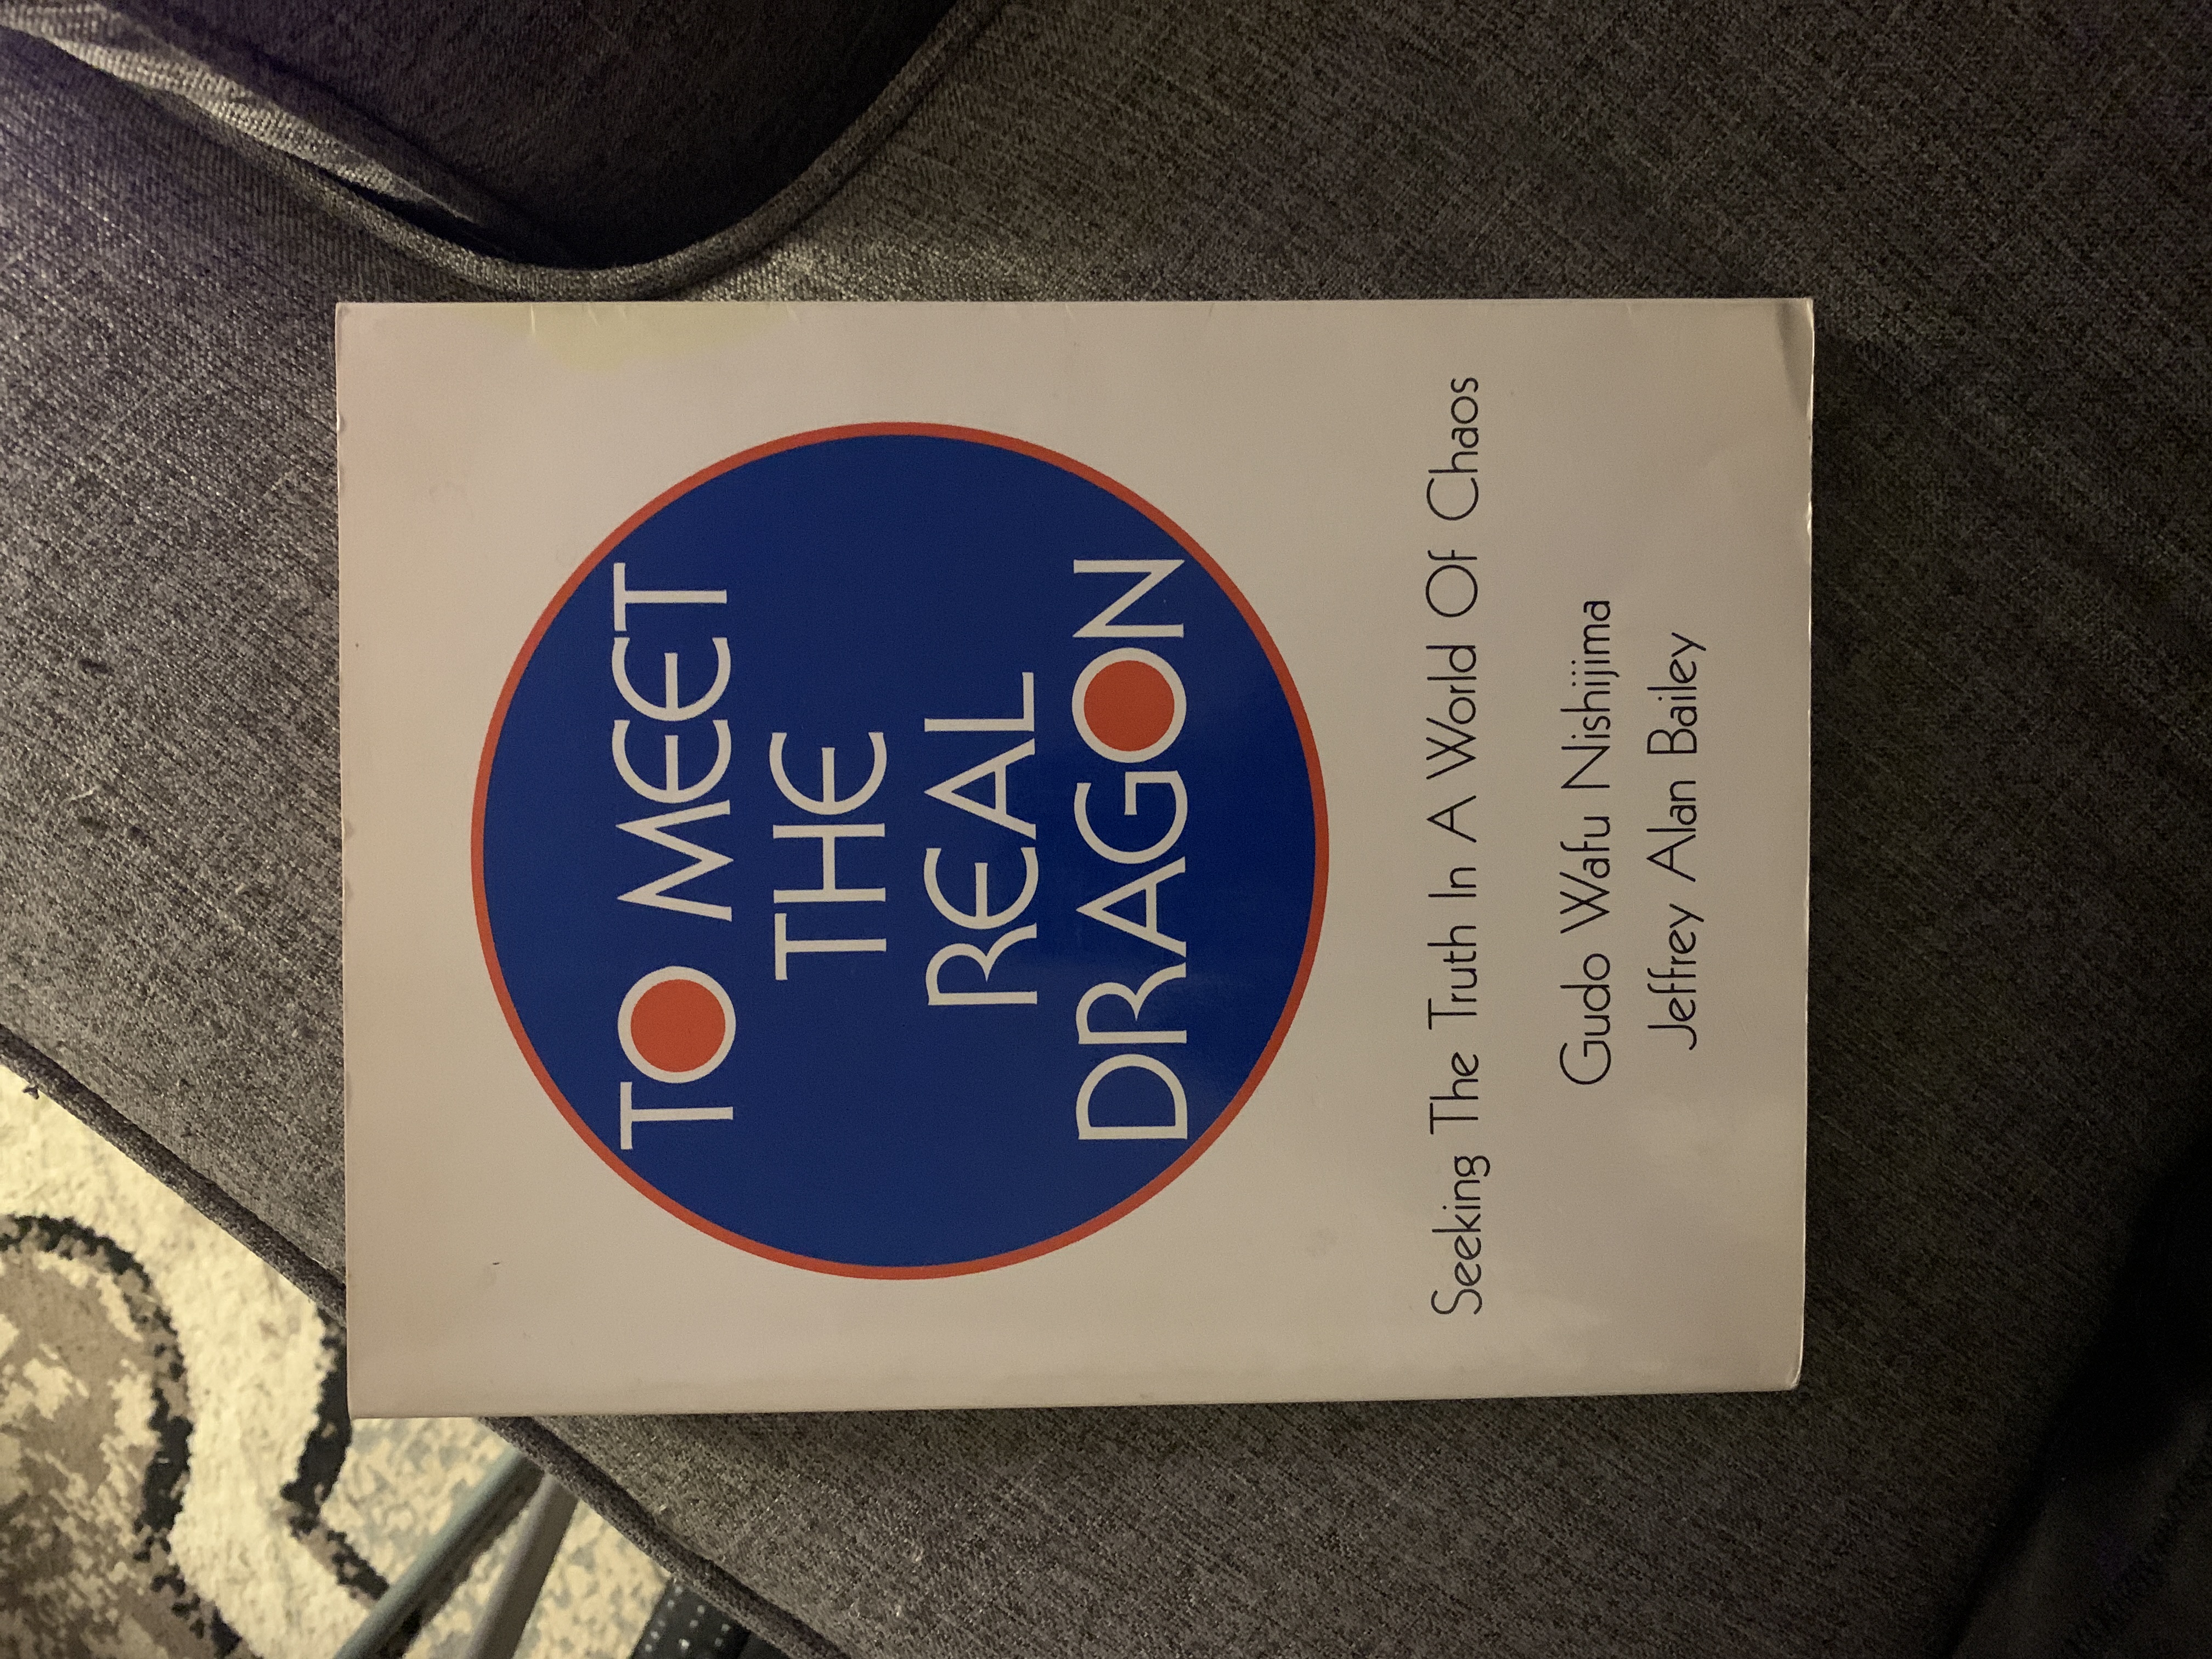 TO MEET
THE
REAL
DRAGON
Seeking The Truth In A World Of Chaos
Gudo Wafu Nishijima
Jeffrey Alan Bailey